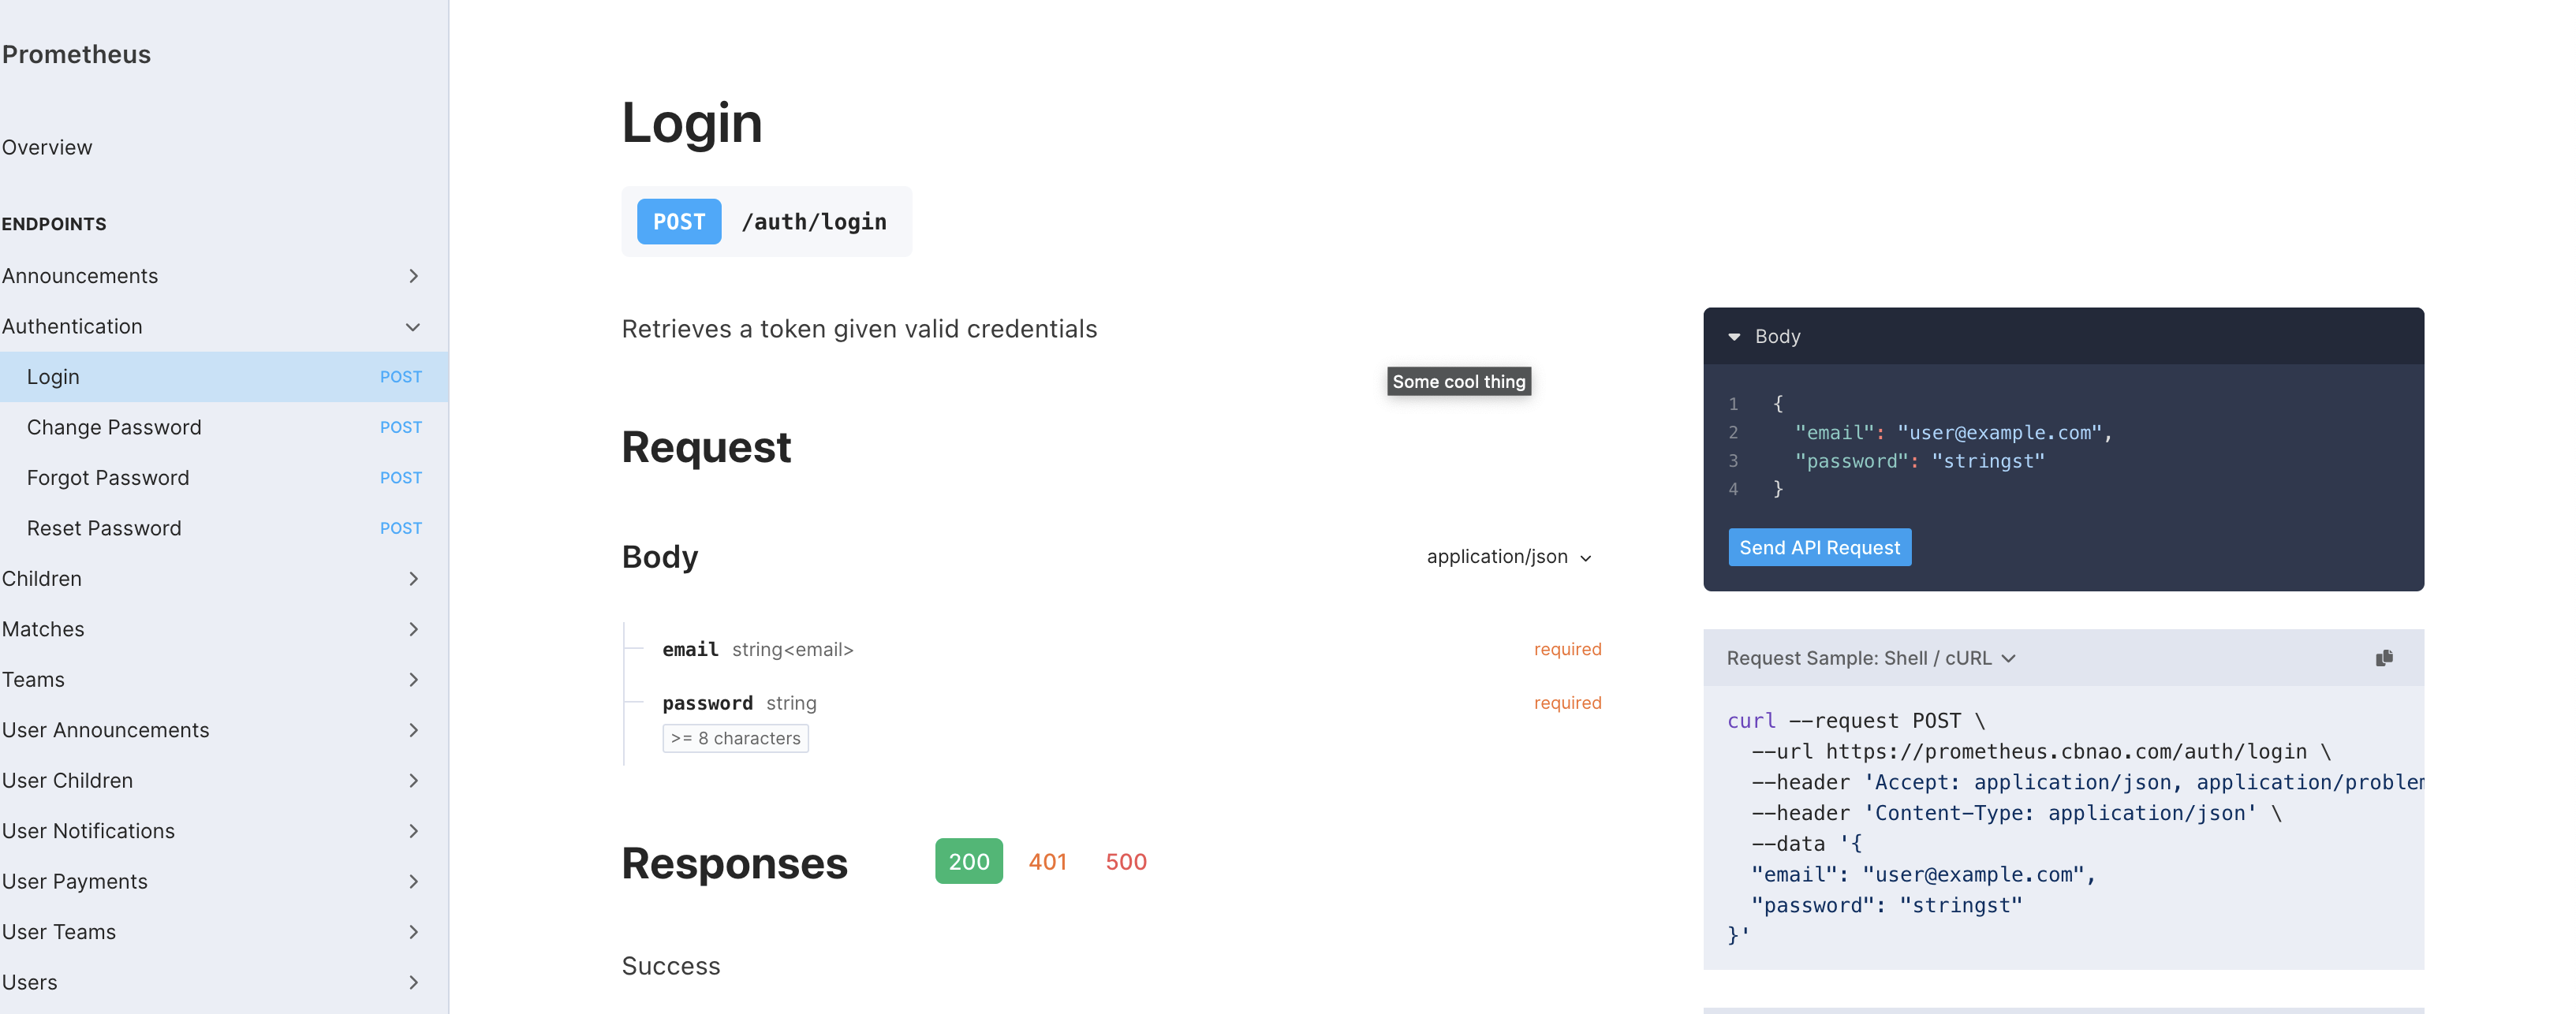 Prometheus
Overview
ENDPOINTS
Announcements
Authentication
Login POST
Change Password POST
Forgot Password POST
Reset Password POST
Children
Matches
Teams
User Announcements
User Children
User Notifications
User Payments
User Teams
Users
Login
POST /auth/login
Retrieves a token given valid credentials
Some cool thing
Request
Body application/json
email string<email> required
password string required
>= 8 characters
Responses 200 401 500
Success
Body
1 {
2 "email": "user@example.com",
3 "password": "stringst"
4 }
Send API Request
Request Sample: Shell / cURL
curl --request POST \
--url https://prometheus.cbnao.com/auth/login \
--header 'Accept: application/json, application/problem
--header 'Content-Type: application/json' \
--data '{
"email": "user@example.com",
"password": "stringst"
}'